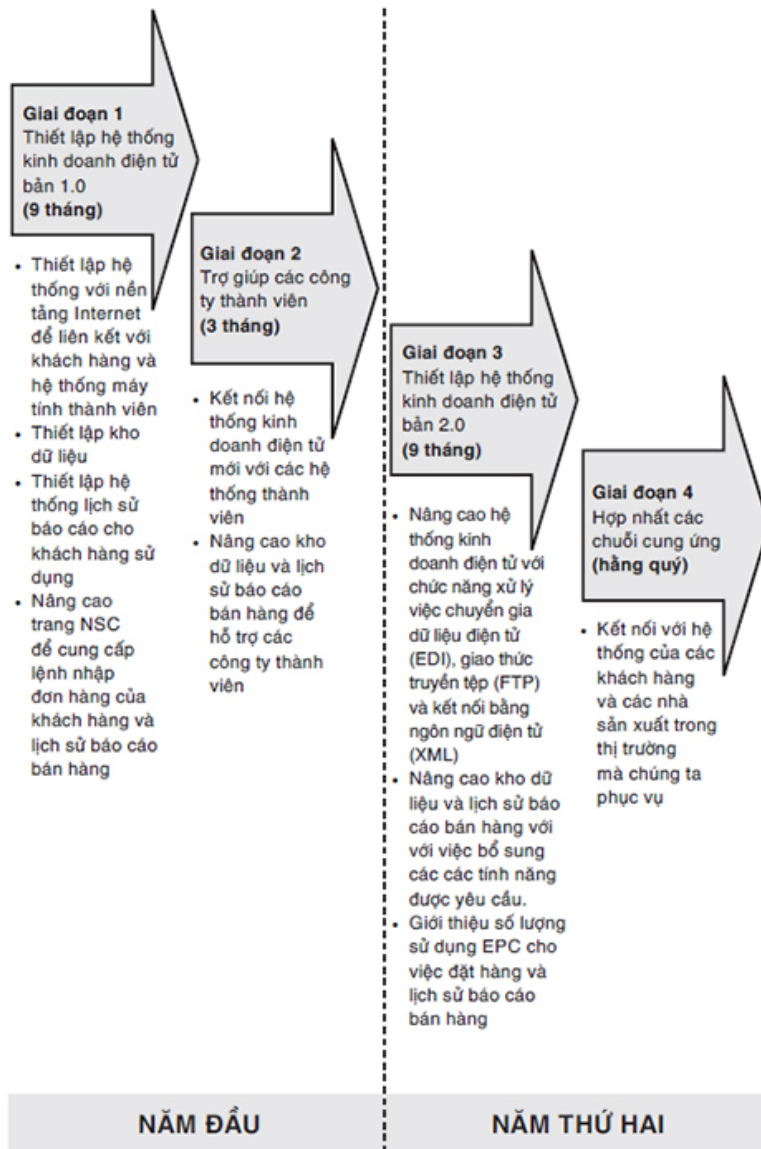 Giai đoạn 1
Thiết lập hệ thống
kinh doanh điện tử
bản 1.0
(9 tháng)
• Thiết lập hệ
thống với nền
tảng Internet
để liên kết với
khách hàng và
hệ thống máy
tính thành viên
• Thiết lập kho
dữ liệu
• Thiết lập hệ
thống lịch sử
báo cáo cho
khách hàng sử
dụng
• Nâng cao
trang NSC
để cung cấp
lệnh nhập
đơn hàng của
khách hàng và
lịch sử báo cáo
bán hàng
Giai đoạn 2
Trợ giúp các công
ty thành viên
(3 tháng)
• Kết nối hệ
thống kinh
doanh điện tử
mới với các hệ
thống thành
viên
• Nâng cao kho
dữ liệu và lịch
sử báo cáo
bán hàng để
hỗ trợ các
công ty thành
viên
Giai đoạn 3
Thiết lập hệ thống
kinh doanh điện tử
bản 2.0
(9 tháng)
• Nâng cao hệ
thống kinh
doanh điện tử với
chức năng xử lý
việc chuyển gia
dữ liệu điện tử
(EDI), giao thức
truyền tệp (FTP)
và kết nối bằng
ngôn ngữ điện tử
(XML)
• Nâng cao kho dữ
liệu và lịch sử báo
cáo bán hàng với
với việc bổ sung
các các tính năng
được yêu cầu.
• Giới thiệu số lượng
sử dụng EPC cho
việc đặt hàng và
lịch sử báo cáo
bán hàng
Giai đoạn 4
Hợp nhất các
chuỗi cung ứng
(hằng quý)
• Kết nối với hệ
thống của các
khách hàng
và các nhà
sản xuất trong
thị trường
mà chúng ta
phục vụ
NĂM ĐẦU
NĂM THỨ HAI